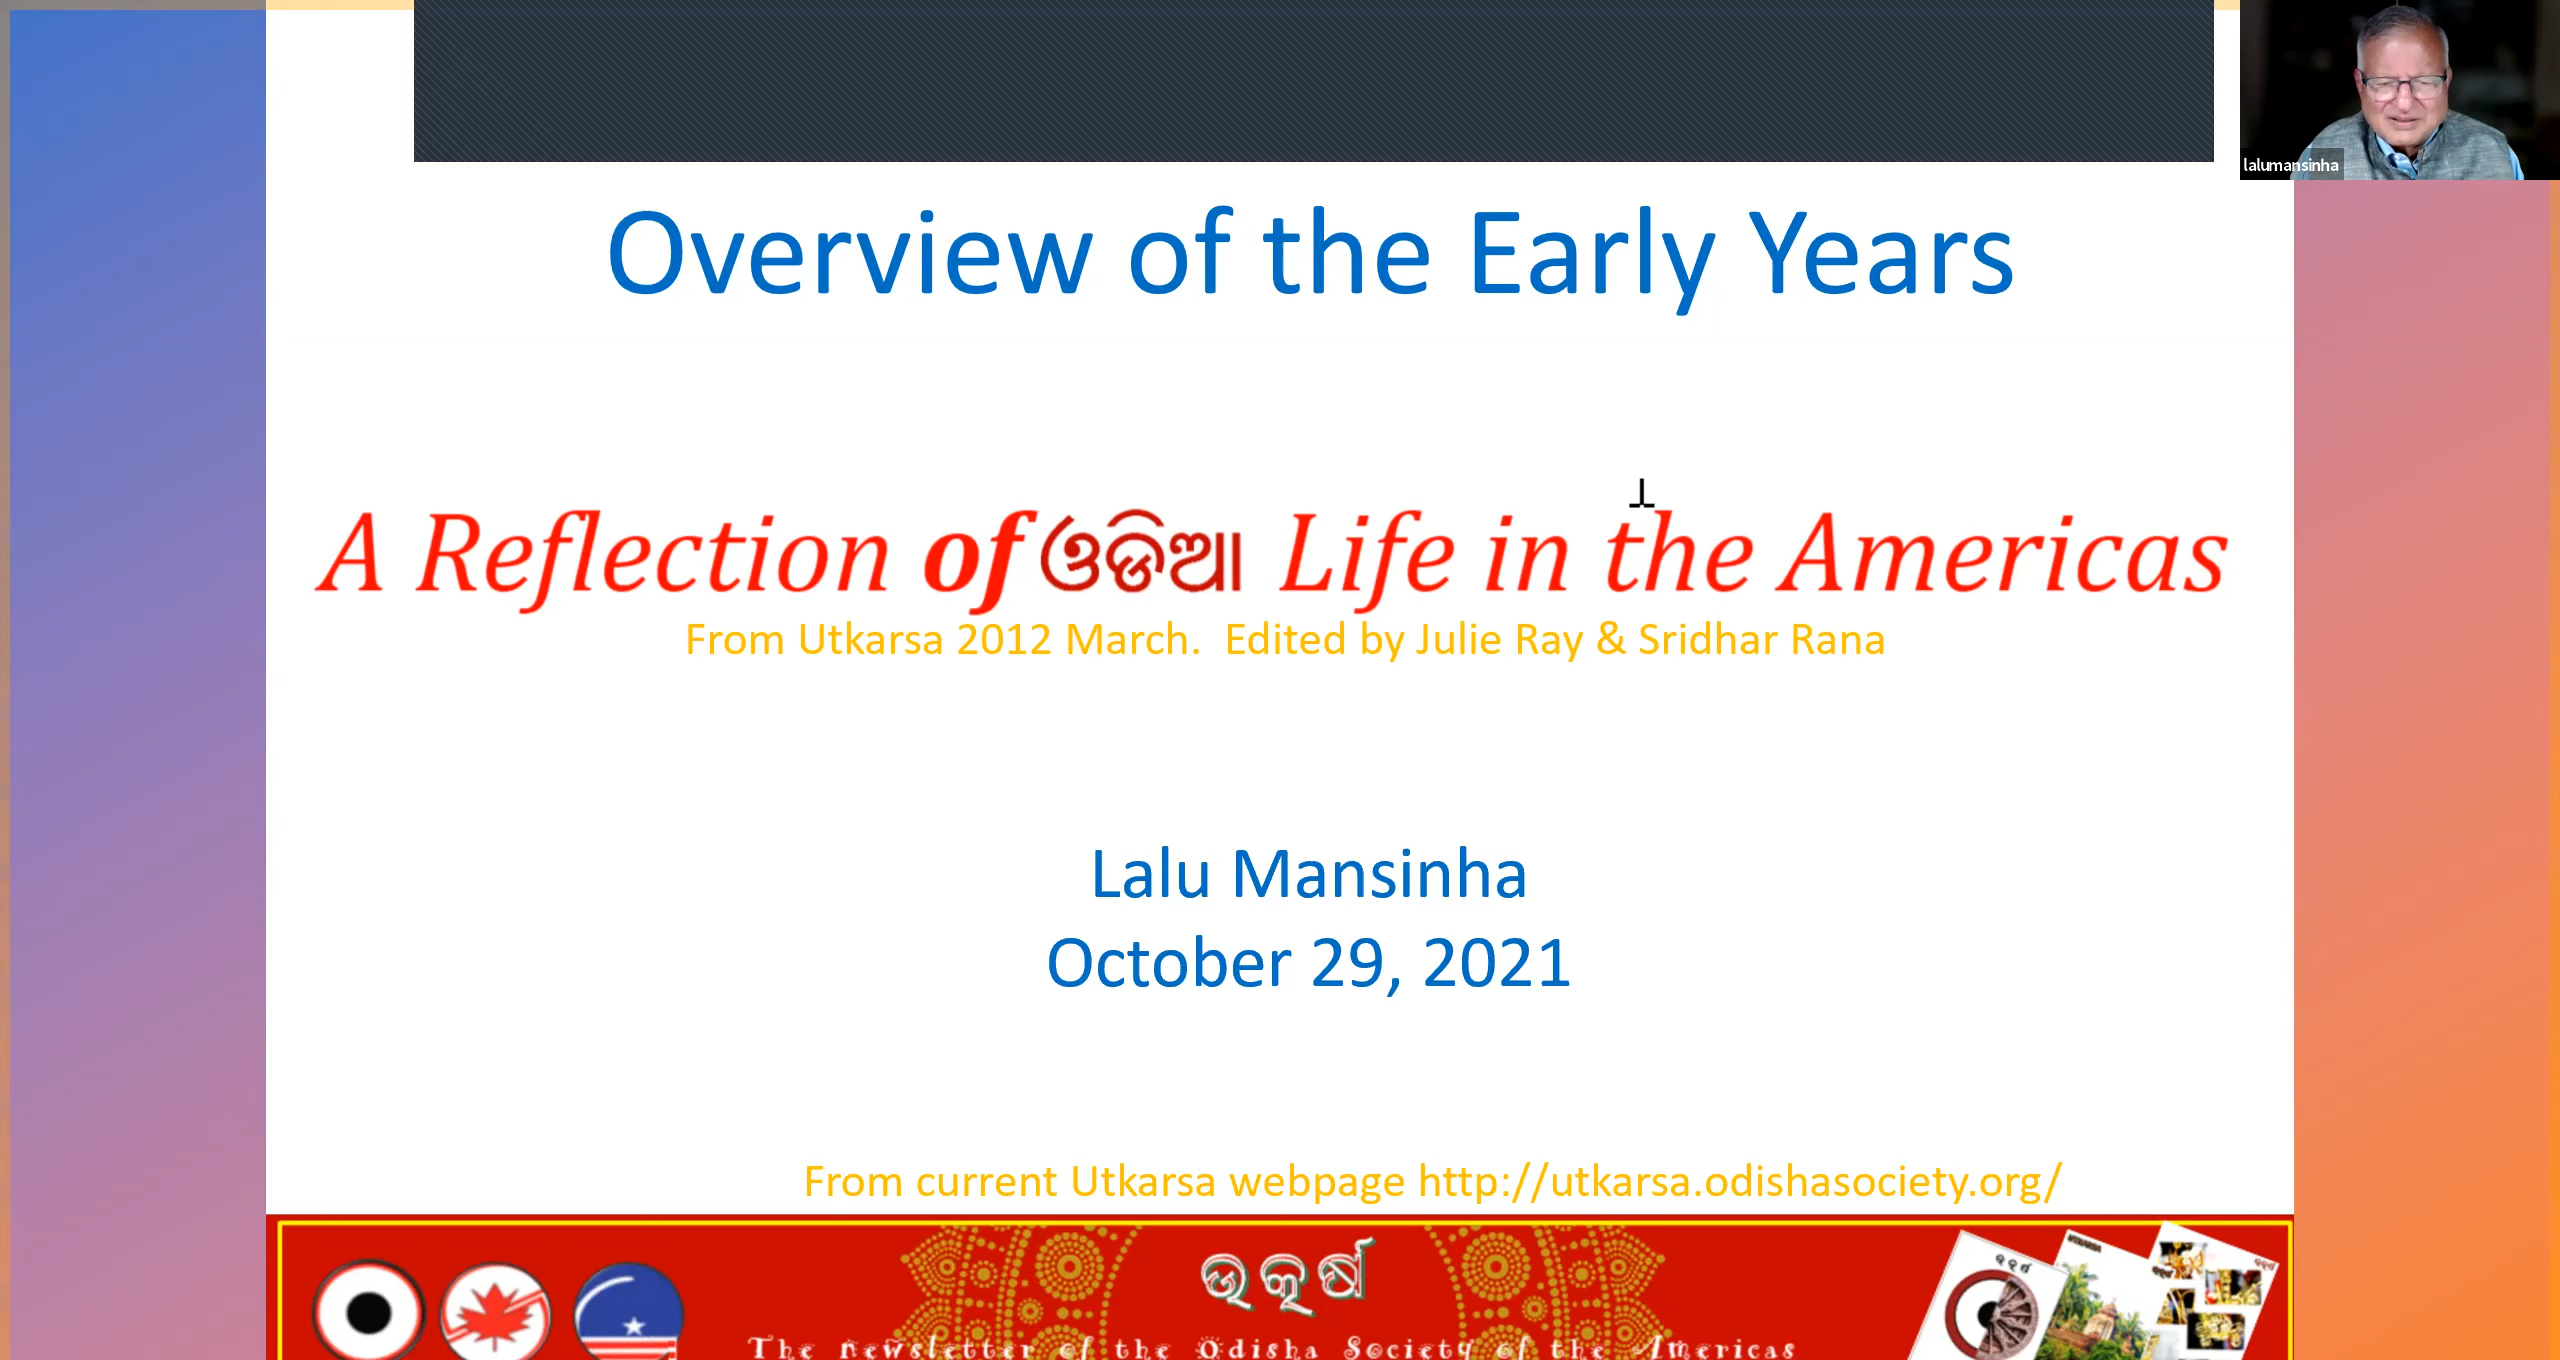 lalumansinha
Overview of the Early Years
A Reflection of ଓଡିଆ Life in the Americas
From Utkarsa 2012 March. Edited by Julie Ray & Sridhar Rana
Lalu Mansinha
October 29, 2021
From current Utkarsa webpage http://utkarsa.odishasociety.org/
ଉତ୍କର୍ଷ
The newsletter of the Odisha Society of the Americas
UTKARSA